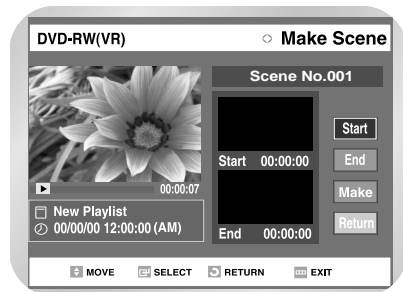 DVD-RW(VR)
Make Scene
Scene No.001
Start 00:00:00
End 00:00:00
00:00:07
New Playlist
00/00/00 12:00:00 (AM)
Start
End
Make
Return
MOVE SELECT RETURN EXIT